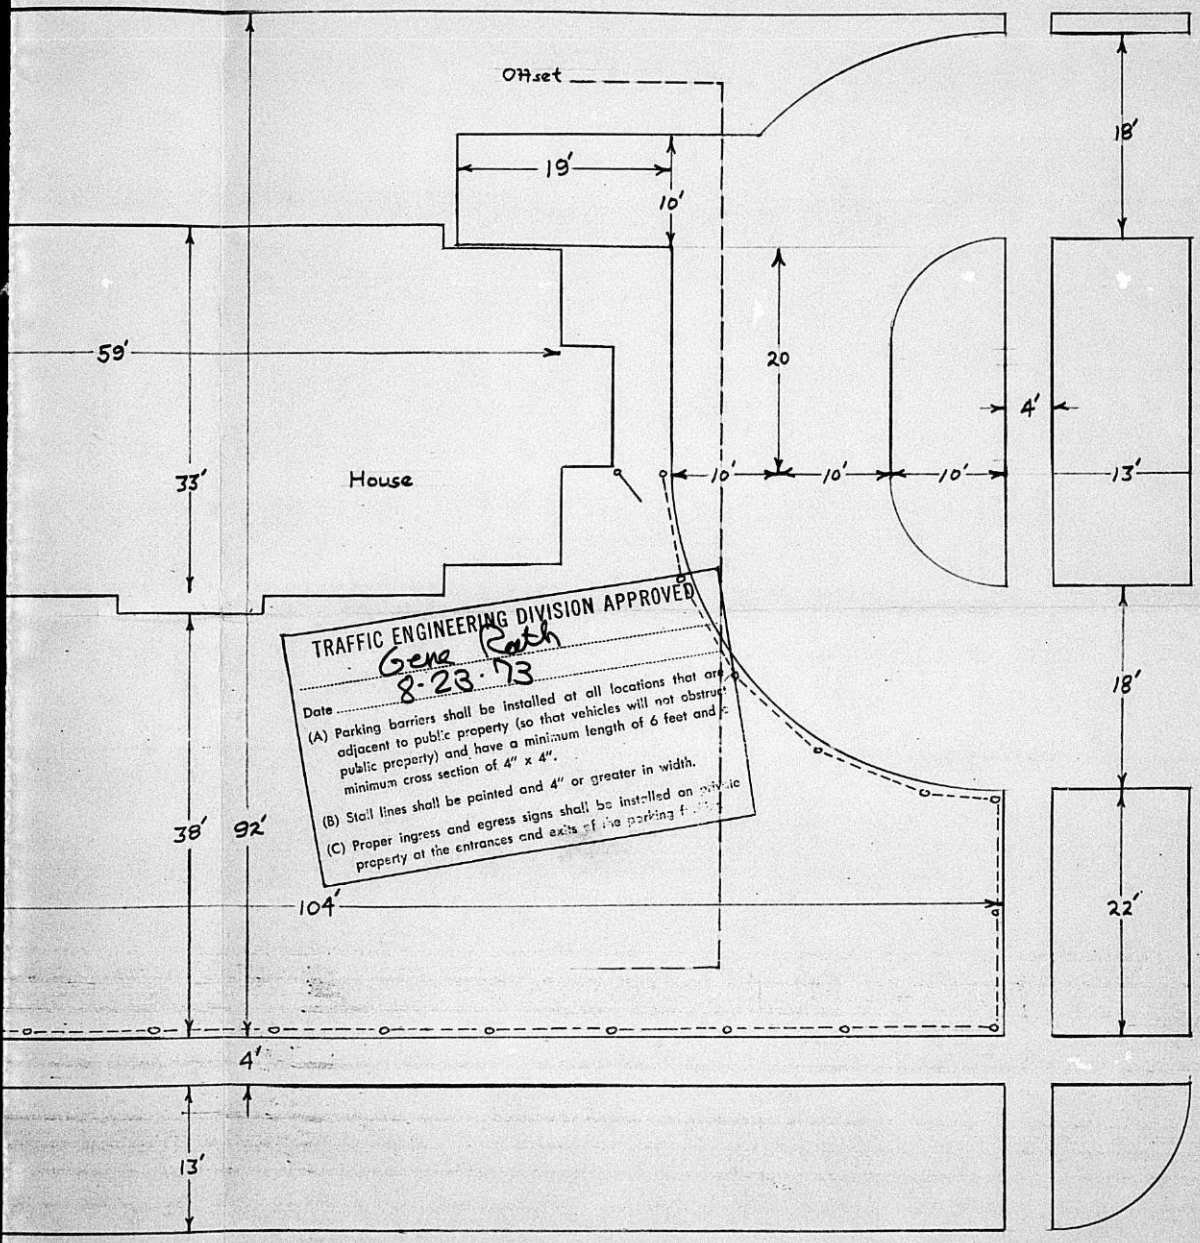 Offset
18'
19'
10'
59'
20
4'
33'
House
10'
10'
10'
13'
TRAFFIC ENGINEERING DIVISION APPROVED
Gene Rath
8-23-73
Date
(A) Parking barriers shall be installed at all locations that are
adjacent to public property (so that vehicles will not obstruct
public property) and have a minimum length of 6 feet and
minimum cross section of 4" x 4".
(B) Stall lines shall be painted and 4" or greater in width.
(C) Proper ingress and egress signs shall be installed on private
property at the entrances and exits of the parking
18'
38'
92'
104'
22'
4'
13'